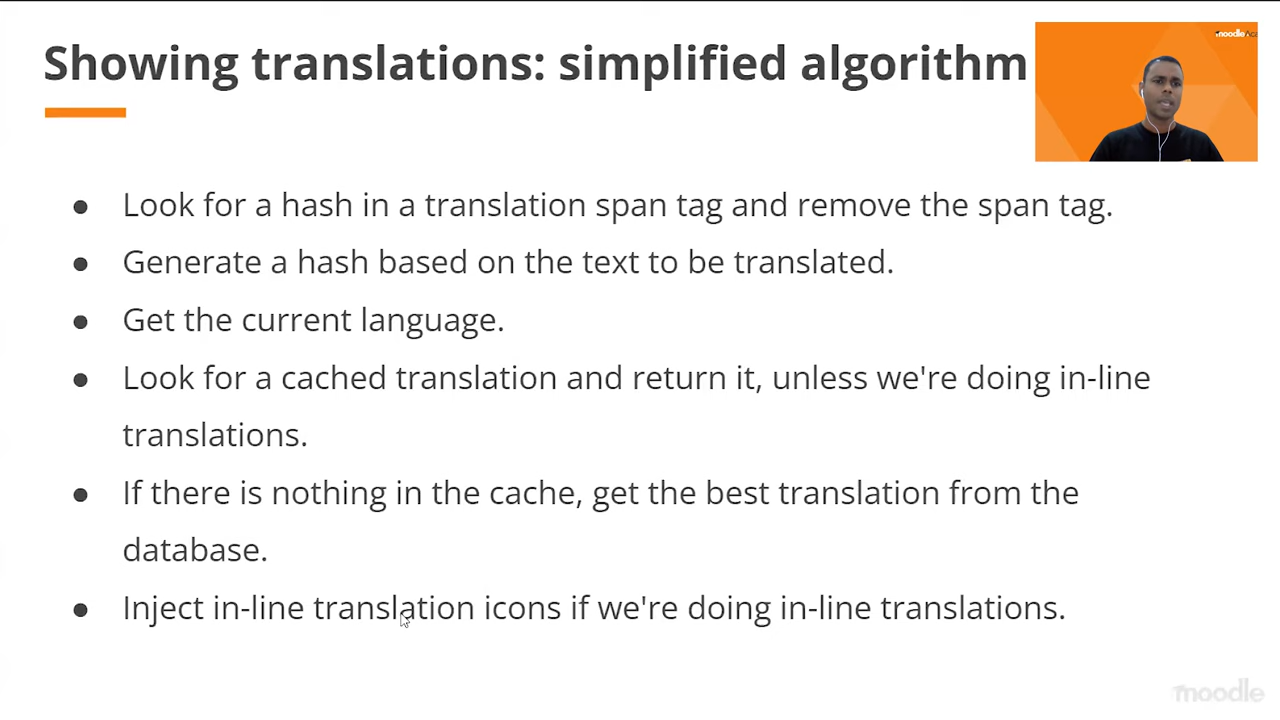 Showing translations: simplified algorithm
● Look for a hash in a translation span tag and remove the span tag.
● Generate a hash based on the text to be translated.
● Get the current language.
● Look for a cached translation and return it, unless we're doing in-line
translations.
● If there is nothing in the cache, get the best translation from the
database.
● Inject in-line translation icons if we're doing in-line translations.
moodle